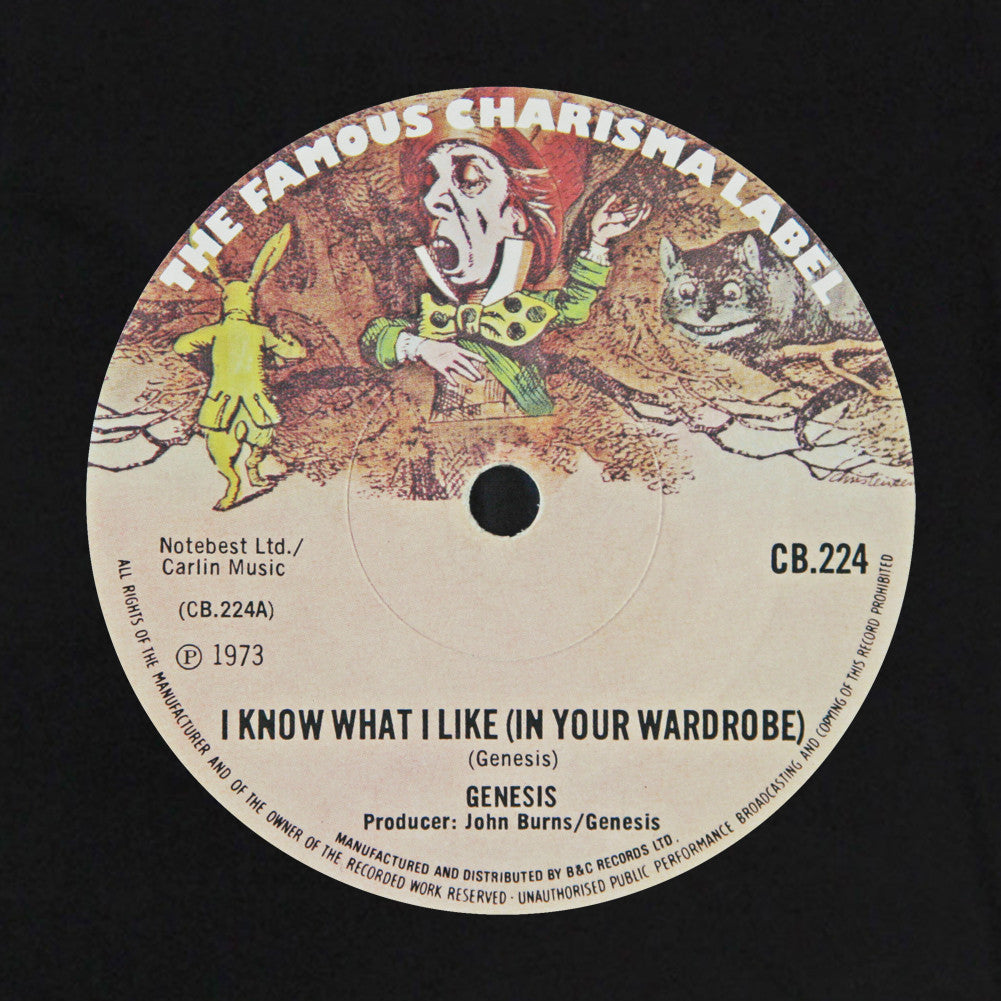 THE FAMOUS CHARISMA LABEL
Christensen
Notebest Ltd./
Carlin Music
CB.224
(CB.224A)
Ⓟ 1973
I KNOW WHAT I LIKE (IN YOUR WARDROBE)
(Genesis)
GENESIS
Producer: John Burns/Genesis
MANUFACTURED AND DISTRIBUTED BY B&C RECORDS LTD.
ALL RIGHTS OF THE MANUFACTURER AND OF THE OWNER OF THE RECORDED WORK RESERVED · UNAUTHORISED PUBLIC PERFORMANCE BROADCASTING AND COPYING OF THIS RECORD PROHIBITED